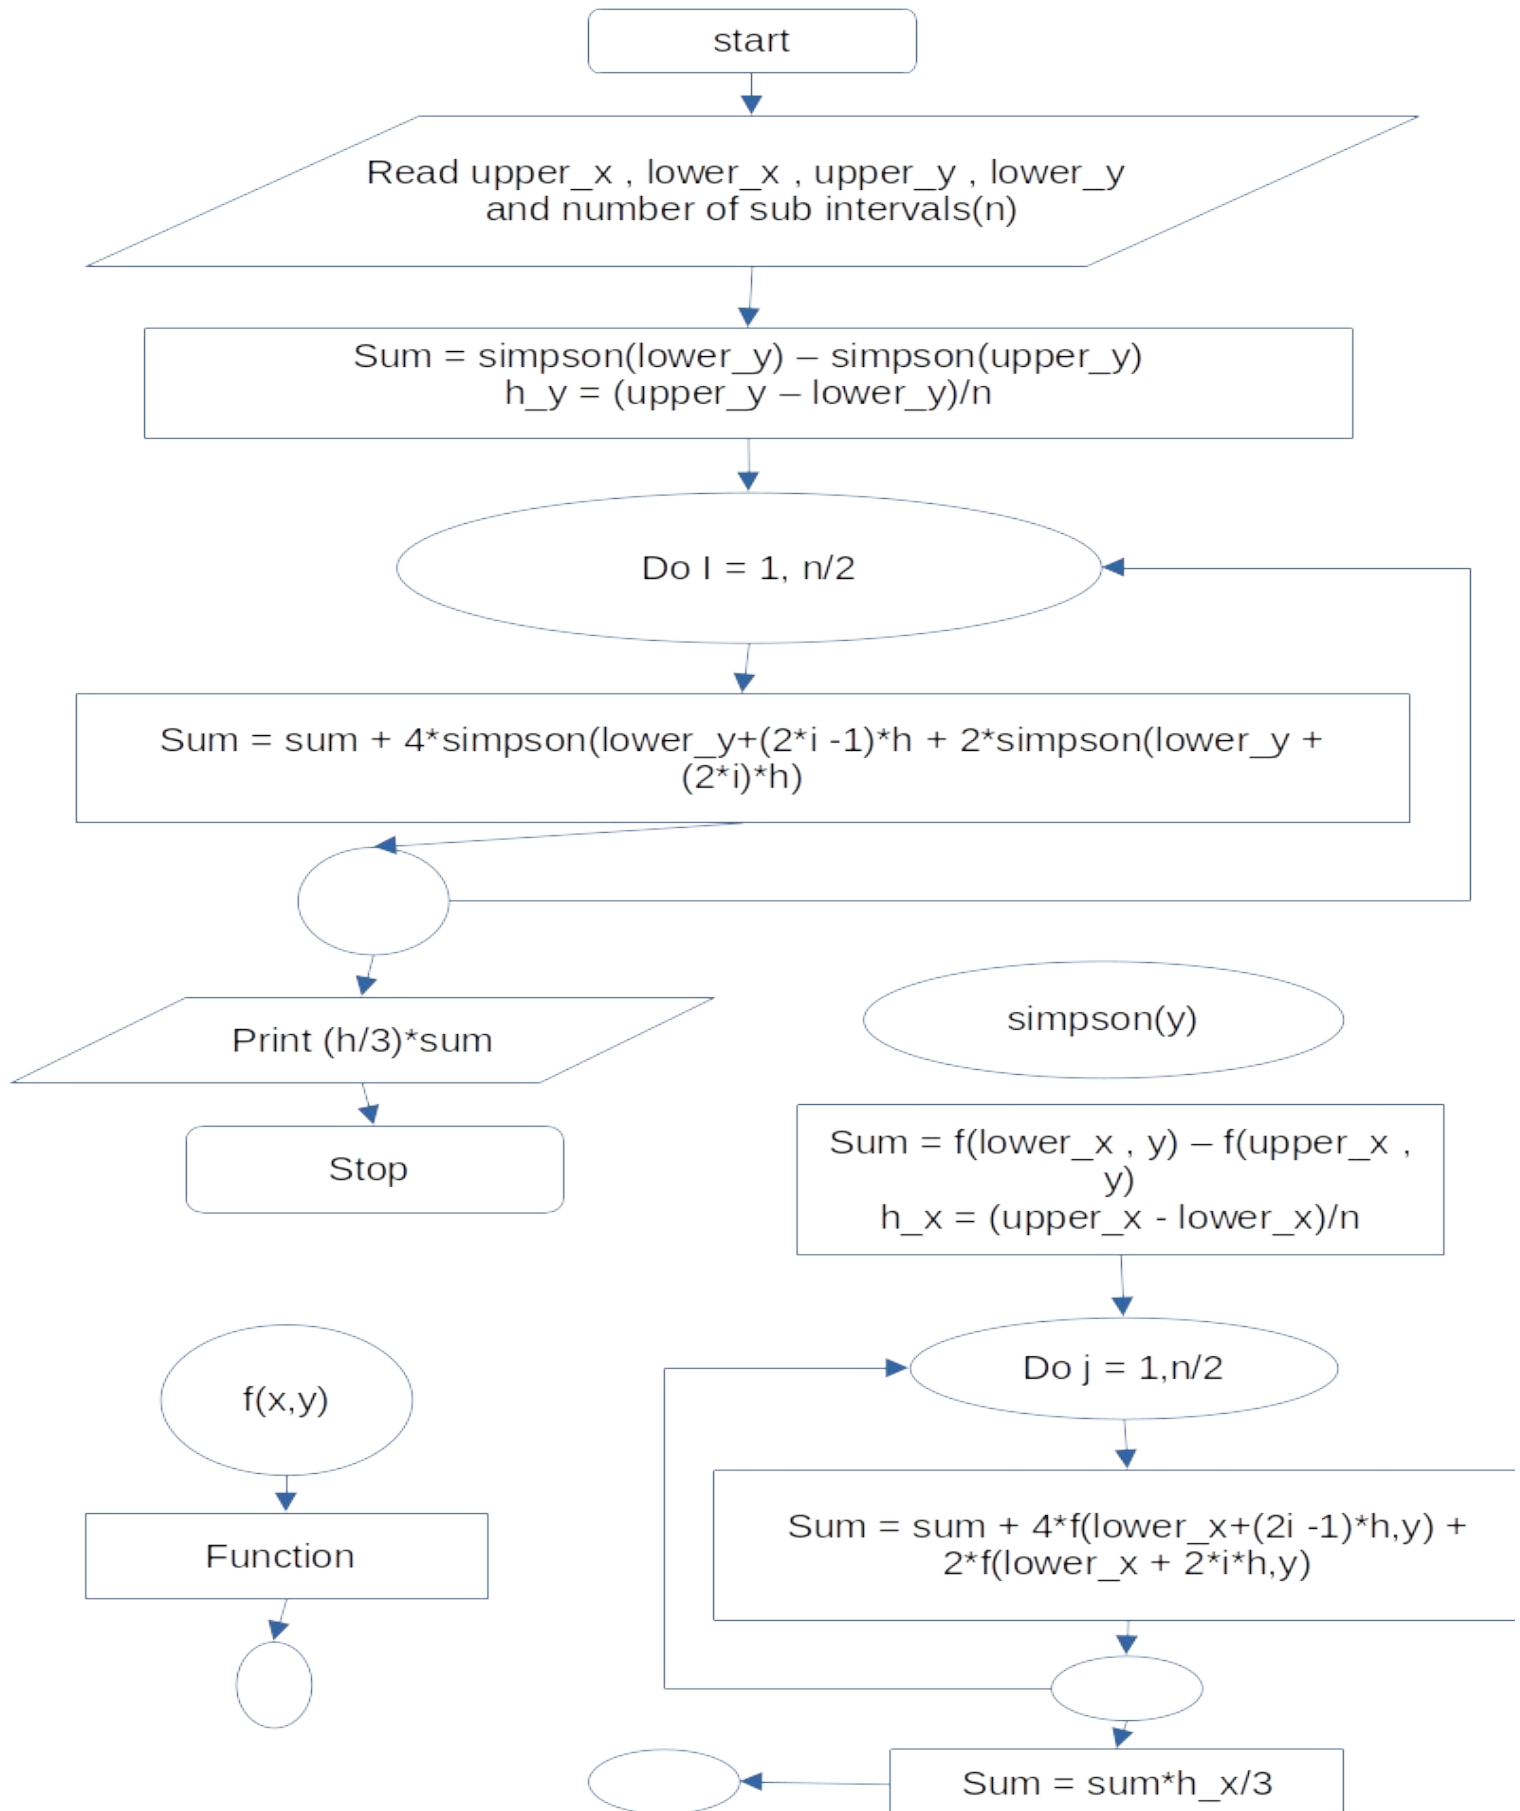 start
Read upper_x , lower_x , upper_y , lower_y
and number of sub intervals(n)
Sum = simpson(lower_y) – simpson(upper_y)
h_y = (upper_y – lower_y)/n
Do I = 1, n/2
Sum = sum + 4*simpson(lower_y+(2*i -1)*h + 2*simpson(lower_y +
(2*i)*h)
Print (h/3)*sum
Stop
simpson(y)
Sum = f(lower_x , y) – f(upper_x ,
y)
h_x = (upper_x - lower_x)/n
Do j = 1,n/2
Sum = sum + 4*f(lower_x+(2i -1)*h,y) +
2*f(lower_x + 2*i*h,y)
Sum = sum*h_x/3
f(x,y)
Function